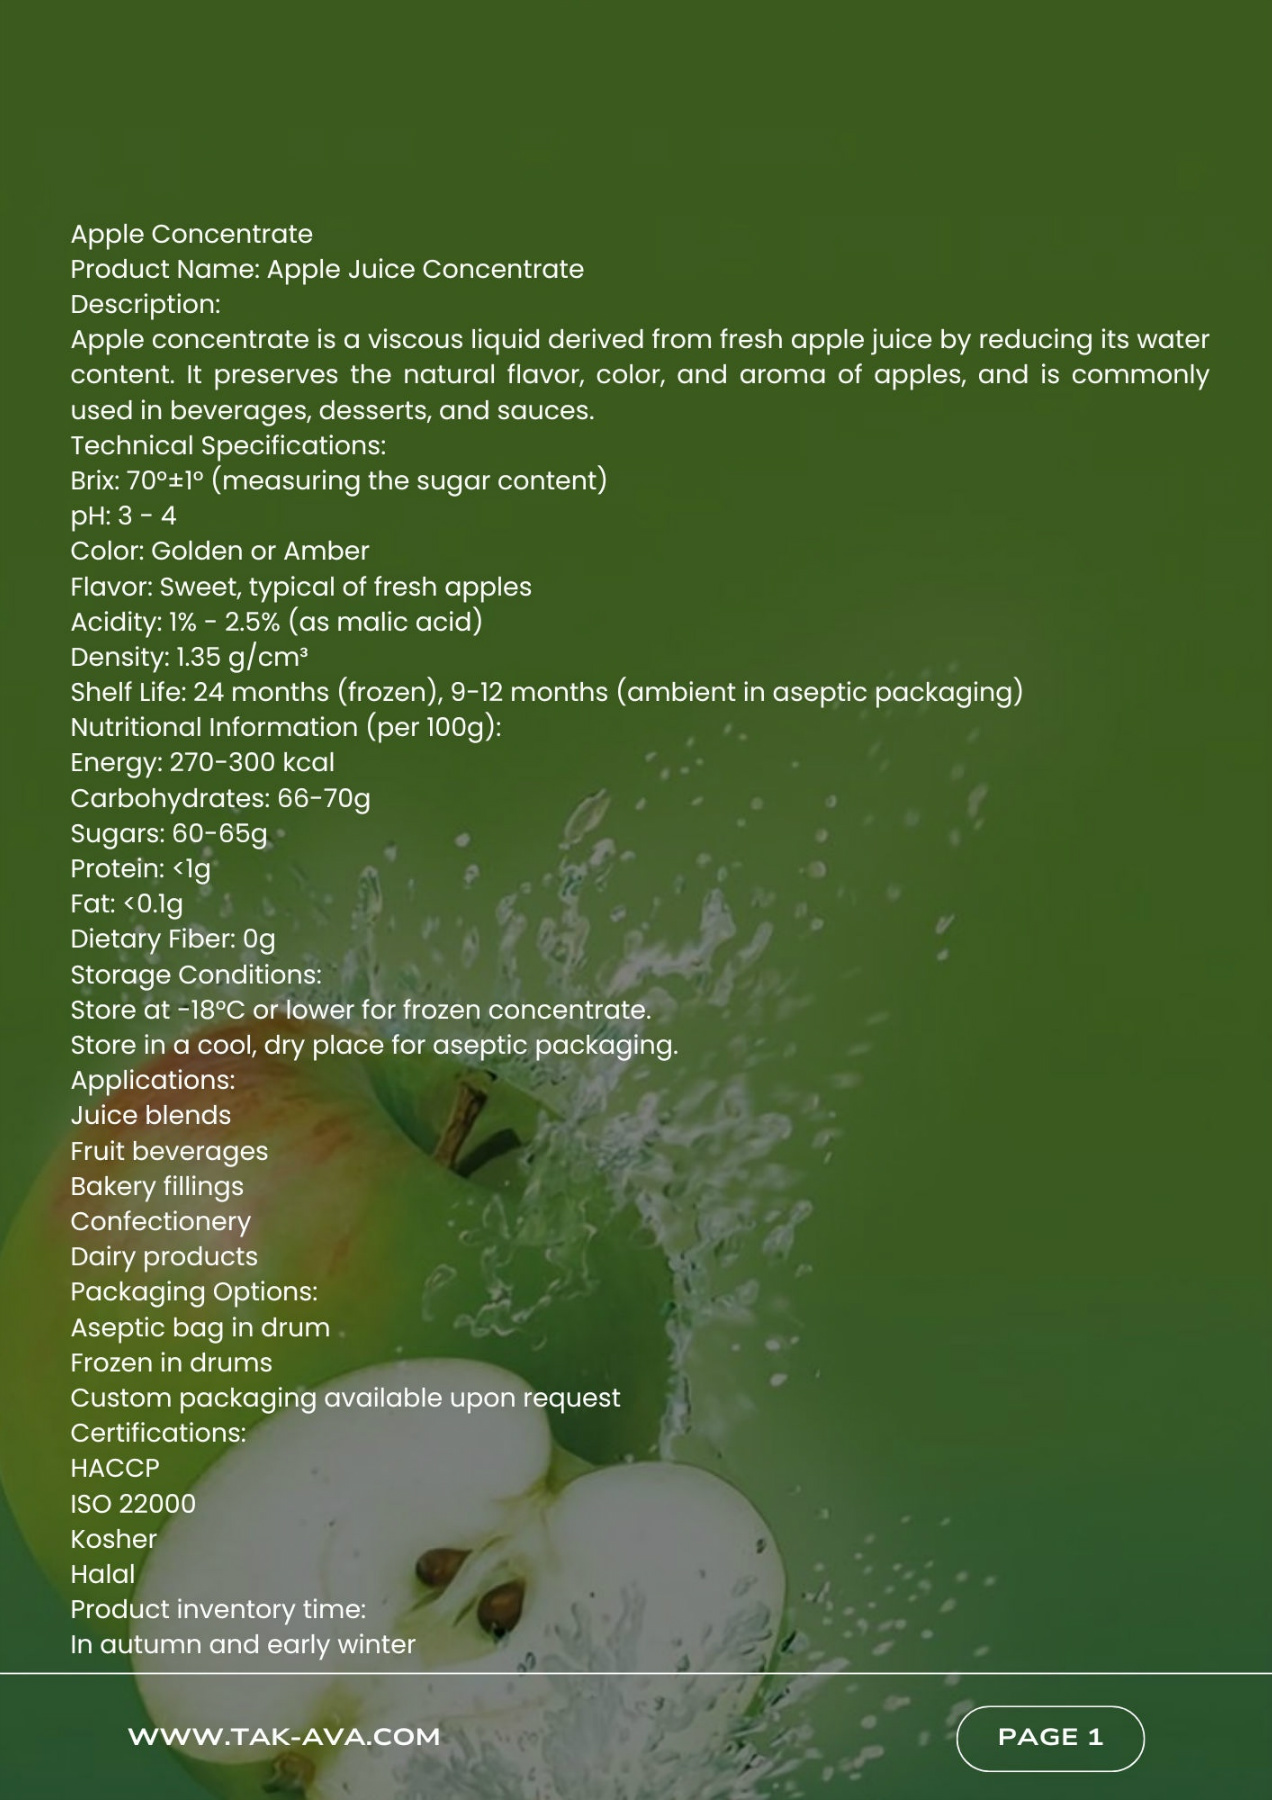 Apple Concentrate
Product Name: Apple Juice Concentrate
Description:
Apple concentrate is a viscous liquid derived from fresh apple juice by reducing its water
content. It preserves the natural flavor, color, and aroma of apples, and is commonly
used in beverages, desserts, and sauces.
Technical Specifications:
Brix: 70°±1° (measuring the sugar content)
pH: 3 - 4
Color: Golden or Amber
Flavor: Sweet, typical of fresh apples
Acidity: 1% - 2.5% (as malic acid)
Density: 1.35 g/cm³
Shelf Life: 24 months (frozen), 9-12 months (ambient in aseptic packaging)
Nutritional Information (per 100g):
Energy: 270-300 kcal
Carbohydrates: 66-70g
Sugars: 60-65g
Protein: <1g
Fat: <0.1g
Dietary Fiber: 0g
Storage Conditions:
Store at -18°C or lower for frozen concentrate.
Store in a cool, dry place for aseptic packaging.
Applications:
Juice blends
Fruit beverages
Bakery fillings
Confectionery
Dairy products
Packaging Options:
Aseptic bag in drum
Frozen in drums
Custom packaging available upon request
Certifications:
HACCP
ISO 22000
Kosher
Halal
Product inventory time:
In autumn and early winter
WWW.TAK-AVA.COM
PAGE 1